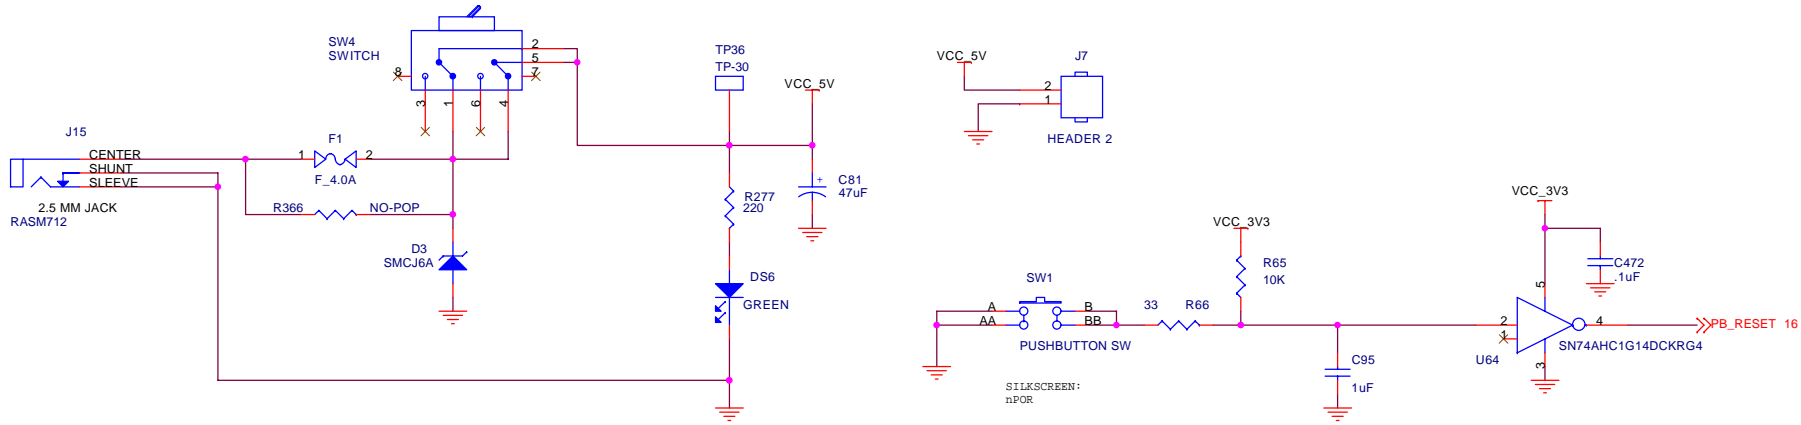 SW4
SWITCH
2
5
7
8
3
1
6
4
J15
CENTER
SHUNT
SLEEVE
2.5 MM JACK
RASM712
F1
1
2
F_4.0A
R366
NO-POP
D3
SMCJ6A
TP36
TP-30
VCC_5V
R277
220
+
C81
47uF
DS6
GREEN
VCC_5V
J7
2
1
HEADER 2
SW1
A
AA
B
BB
PUSHBUTTON SW
SILKSCREEN:
nPOR
33
R66
VCC_3V3
R65
10K
C95
1uF
VCC_3V3
C472
.1uF
5
2
1
4
3
U64
SN74AHC1G14DCKRG4
PB_RESET 16